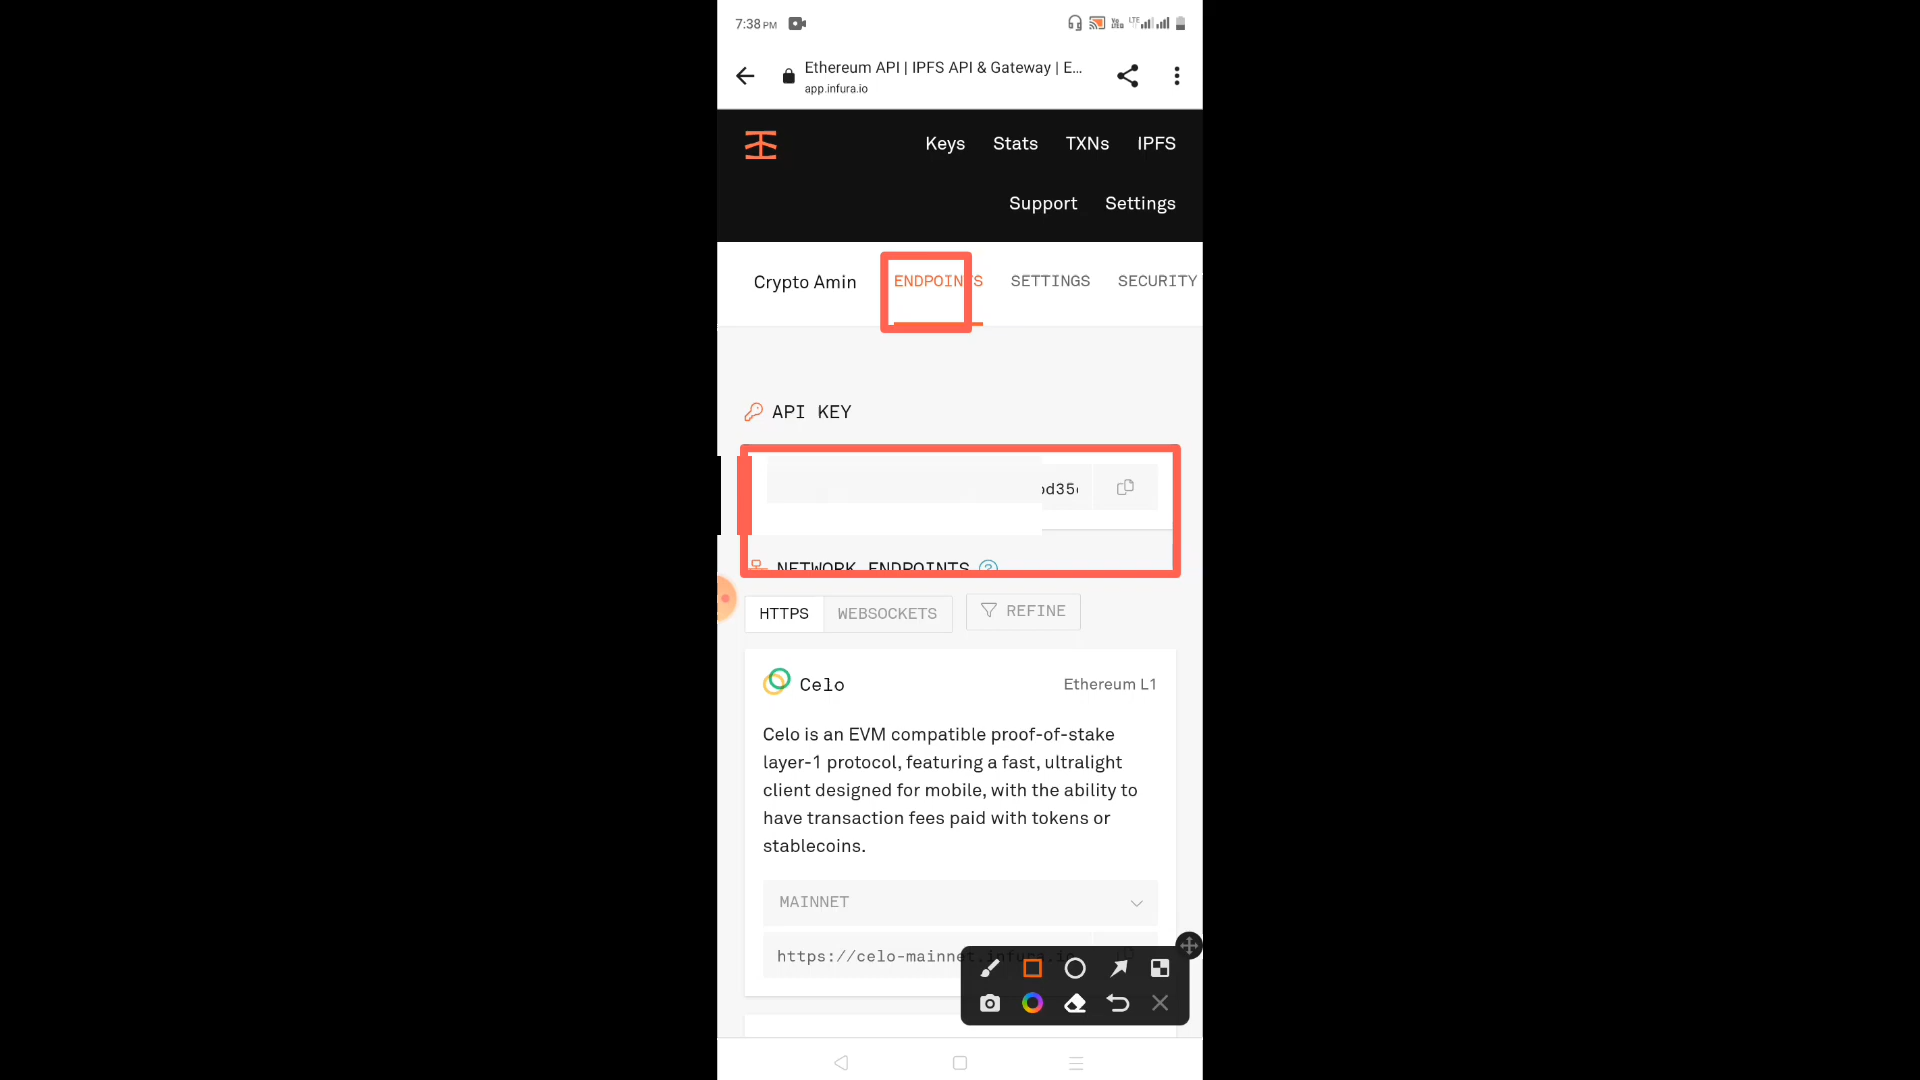 7:38 PM
Ethereum API | IPFS API & Gateway | E...
app.infura.io
Keys Stats TXNs IPFS
Support Settings
Crypto Amin ENDPOINTS SETTINGS SECURITY
API KEY
NETWORK ENDPOINTS ?
HTTPS WEBSOCKETS REFINE
Celo Ethereum L1
Celo is an EVM compatible proof-of-stake
layer-1 protocol, featuring a fast, ultralight
client designed for mobile, with the ability to
have transaction fees paid with tokens or
stablecoins.
MAINNET
https://celo-mainnet.infura.io